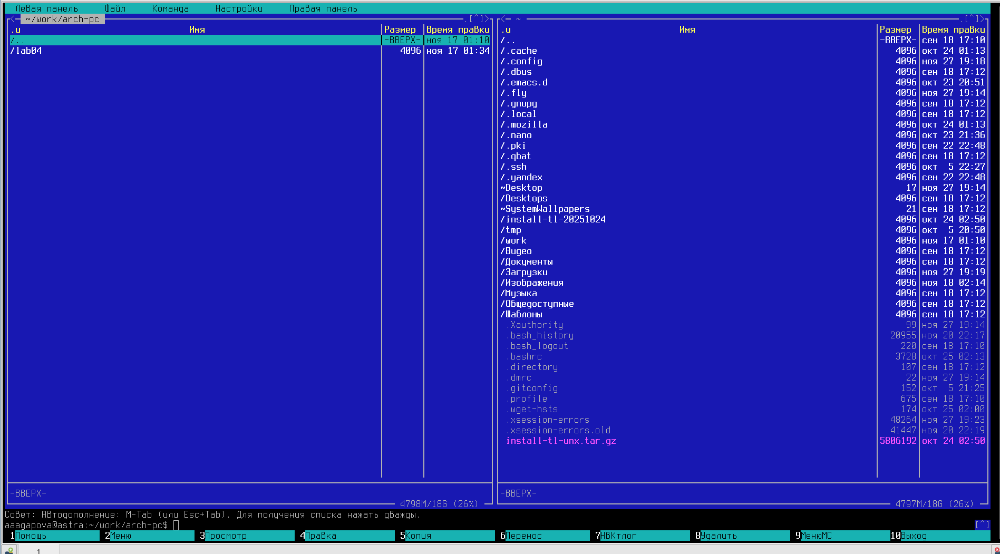 Левая панель Файл Команда Настройки Правая панель
<─ ~/work/arch-pc .[^]>
.и Имя Размер Время правки
/.. -ВВЕРХ- ноя 17 01:10
/lab04 4096 ноя 17 01:34
-ВВЕРХ-
4798M/18G (26%)
<─ ~ .[^]>
.и Имя Размер Время правки
/.. -ВВЕРХ- сен 18 17:10
/.cache 4096 окт 24 01:13
/.config 4096 ноя 27 19:18
/.dbus 4096 сен 18 17:12
/.emacs.d 4096 окт 23 20:51
/.fly 4096 ноя 27 19:14
/.gnupg 4096 сен 18 17:12
/.local 4096 сен 18 17:12
/.mozilla 4096 окт 24 01:13
/.nano 4096 окт 23 21:36
/.pki 4096 сен 22 22:48
/.qbat 4096 сен 18 17:12
/.ssh 4096 окт 5 22:27
/.yandex 4096 сен 22 22:48
~Desktop 17 ноя 27 19:14
/Desktops 4096 сен 18 17:12
~SystemWallpapers 21 сен 18 17:12
/install-tl-20251024 4096 окт 24 02:50
/tmp 4096 окт 5 20:50
/work 4096 ноя 17 01:10
/Видео 4096 сен 18 17:12
/Документы 4096 сен 18 17:12
/Загрузки 4096 ноя 27 19:19
/Изображения 4096 ноя 18 02:14
/Музыка 4096 сен 18 17:12
/Общедоступные 4096 сен 18 17:12
/Шаблоны 4096 сен 18 17:12
.Xauthority 99 ноя 27 19:14
.bash_history 20955 ноя 20 22:17
.bash_logout 220 сен 18 17:10
.bashrc 3728 окт 25 02:13
.directory 107 сен 18 17:12
.dmrc 22 ноя 27 19:14
.gitconfig 152 окт 5 21:25
.profile 675 сен 18 17:10
.wget-hsts 174 окт 25 02:00
.xsession-errors 48264 ноя 27 19:23
.xsession-errors.old 41447 ноя 20 22:19
install-tl-unx.tar.gz 5806192 окт 24 02:50
-ВВЕРХ-
4797M/18G (26%)
Совет: Автодополнение: M-Tab (или Esc+Tab). Для получения списка нажать дважды.
aaagapova@astra:~/work/arch-pc$ [^]
1Помощь 2Меню 3Просмотр 4Правка 5Копия 6Перенос 7НВКтлог 8Удалить 9МенюМС 10Выход
1